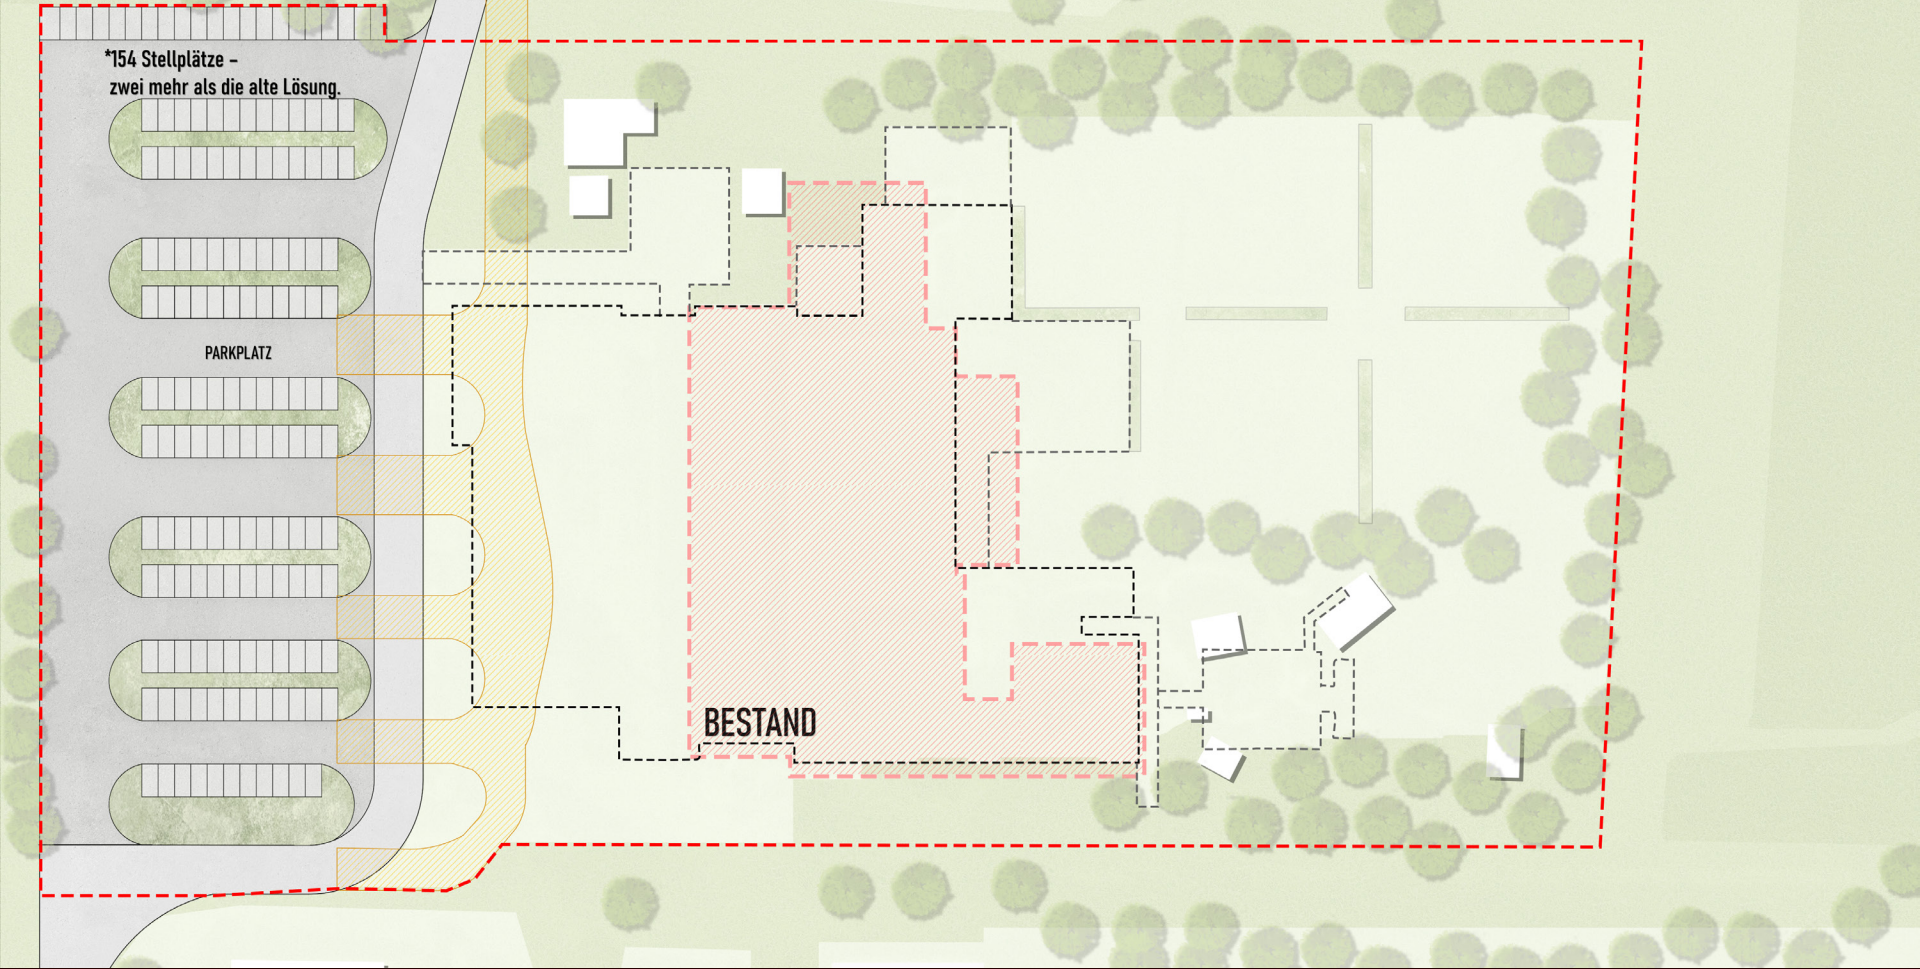 *154 Stellplätze –
zwei mehr als die alte Lösung.
PARKPLATZ
BESTAND